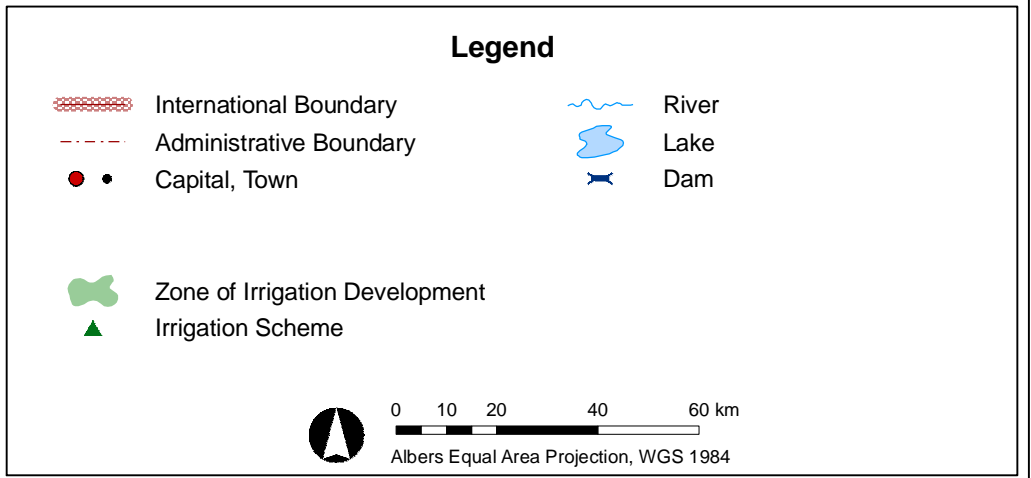 Legend
International Boundary
Administrative Boundary
Capital, Town
River
Lake
Dam
Zone of Irrigation Development
Irrigation Scheme
0 10 20 40 60 km
Albers Equal Area Projection, WGS 1984